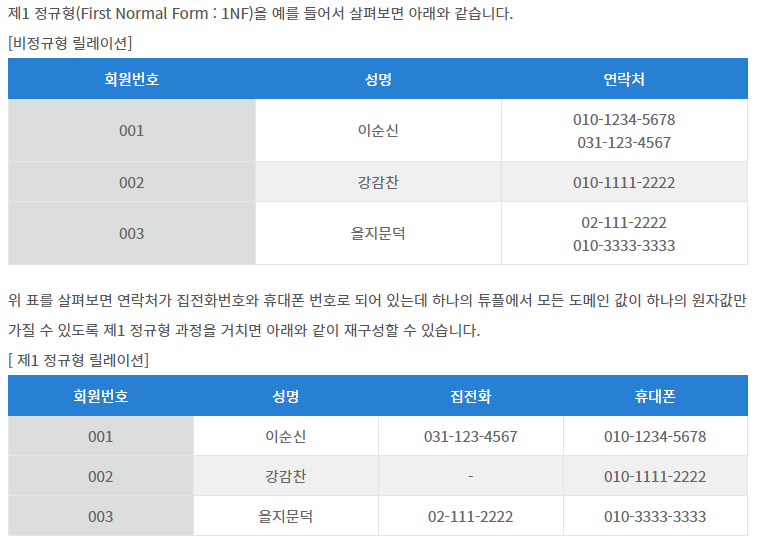 제1 정규형(First Normal Form : 1NF)을 예를 들어서 살펴보면 아래와 같습니다.
[비정규형 릴레이션]
회원번호 성명 연락처
001 이순신 010-1234-5678
031-123-4567
002 강감찬 010-1111-2222
003 을지문덕 02-111-2222
010-3333-3333
위 표를 살펴보면 연락처가 집전화번호와 휴대폰 번호로 되어 있는데 하나의 튜플에서 모든 도메인 값이 하나의 원자값만
가질 수 있도록 제1 정규형 과정을 거치면 아래와 같이 재구성할 수 있습니다.
[ 제1 정규형 릴레이션]
회원번호 성명 집전화 휴대폰
001 이순신 031-123-4567 010-1234-5678
002 강감찬 - 010-1111-2222
003 을지문덕 02-111-2222 010-3333-3333